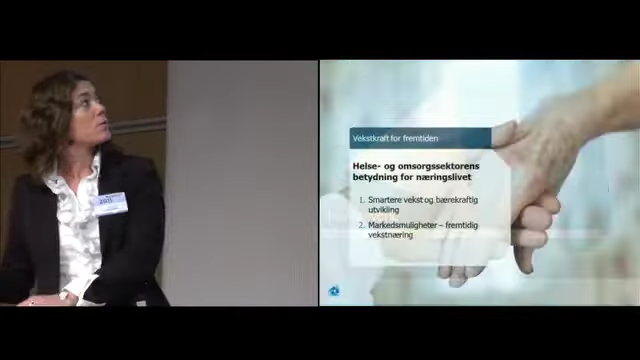 Vekstkraft for fremtiden
Helse- og omsorgssektorens
betydning for næringslivet
1. Smartere vekst og bærekraftig
utvikling
2. Markedsmuligheter – fremtidig
vekstnæring
2011